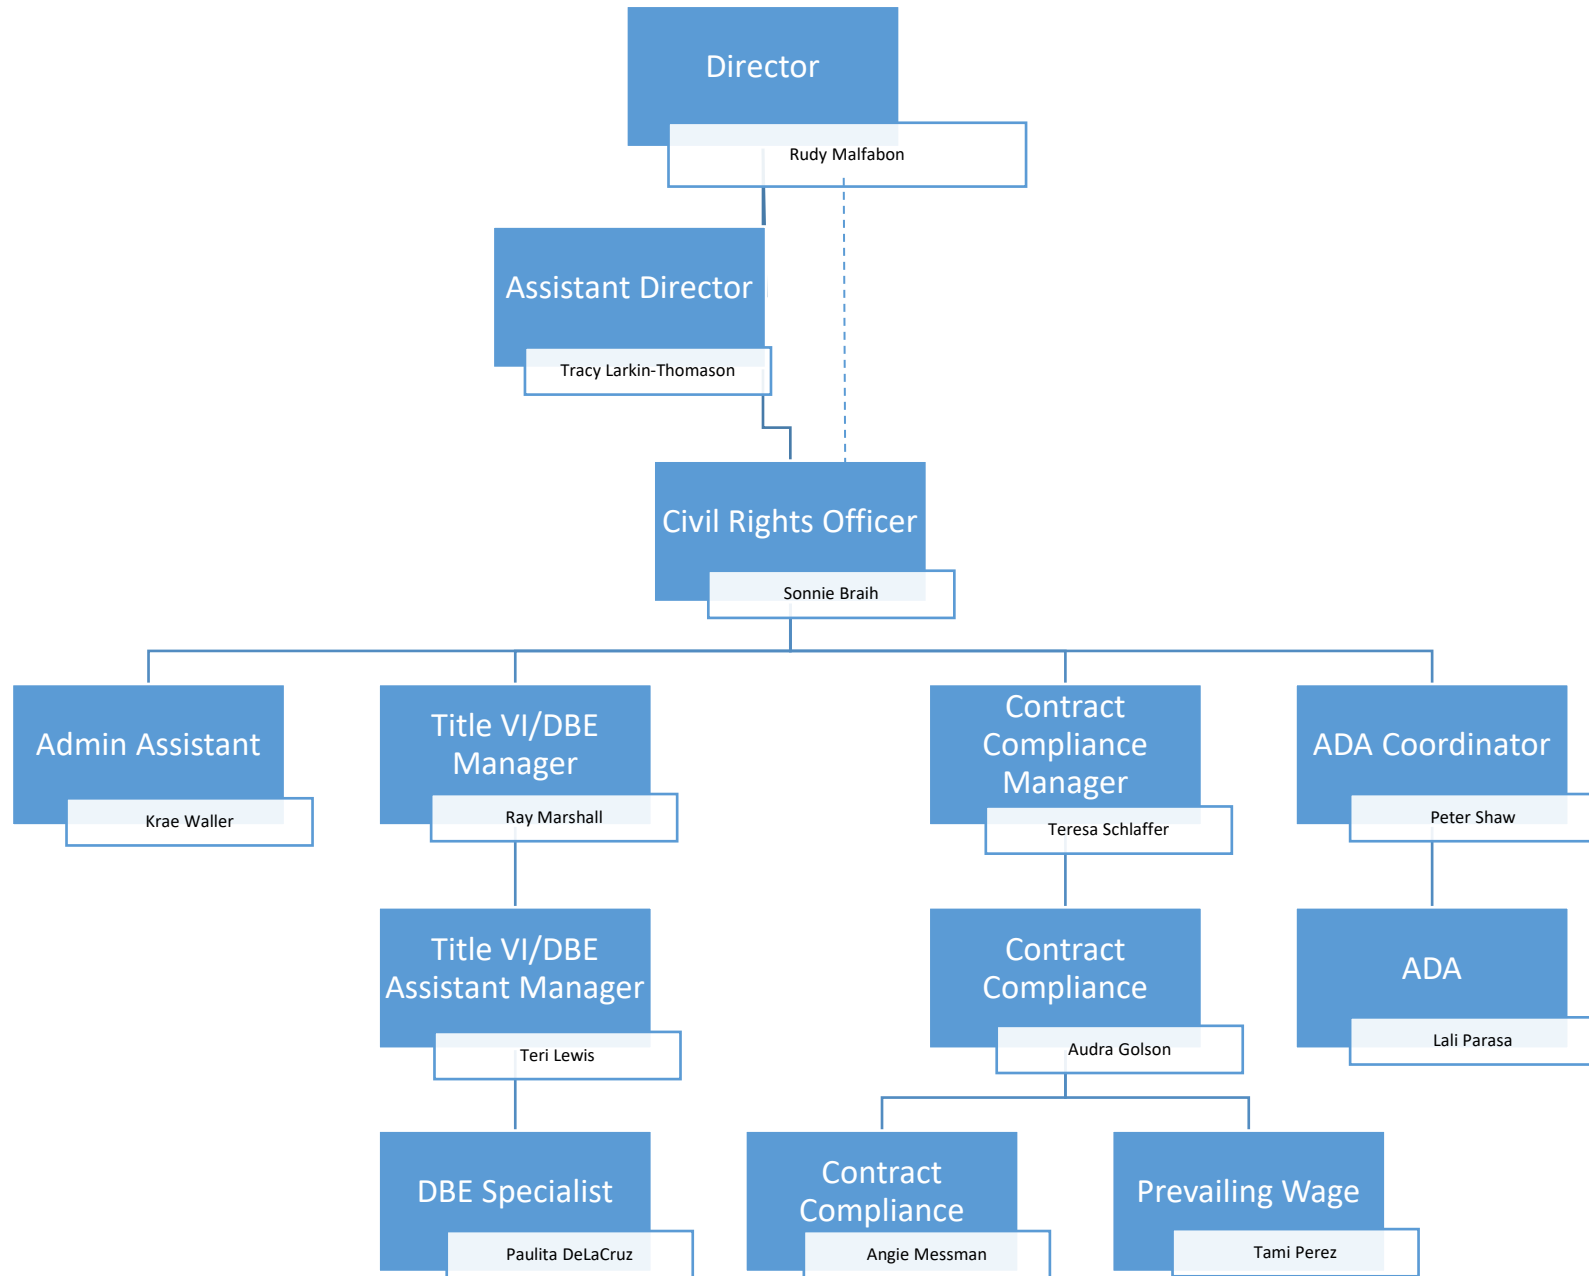 Director
Rudy Malfabon
Assistant Director
Tracy Larkin-Thomason
Civil Rights Officer
Sonnie Braih
Admin Assistant
Krae Waller
Title VI/DBE
Manager
Ray Marshall
Contract
Compliance
Manager
Teresa Schlaffer
ADA Coordinator
Peter Shaw
Title VI/DBE
Assistant Manager
Teri Lewis
Contract
Compliance
Audra Golson
ADA
Lali Parasa
DBE Specialist
Paulita DeLaCruz
Contract
Compliance
Angie Messman
Prevailing Wage
Tami Perez